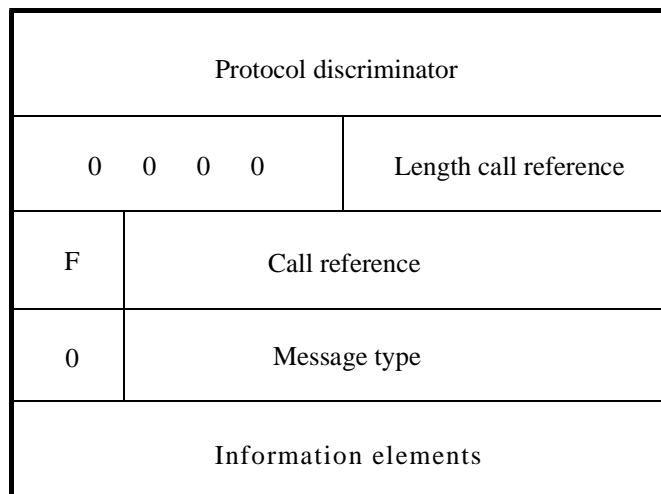 Protocol discriminator
0 0 0 0 Length call reference
F Call reference
0 Message type
Information elements